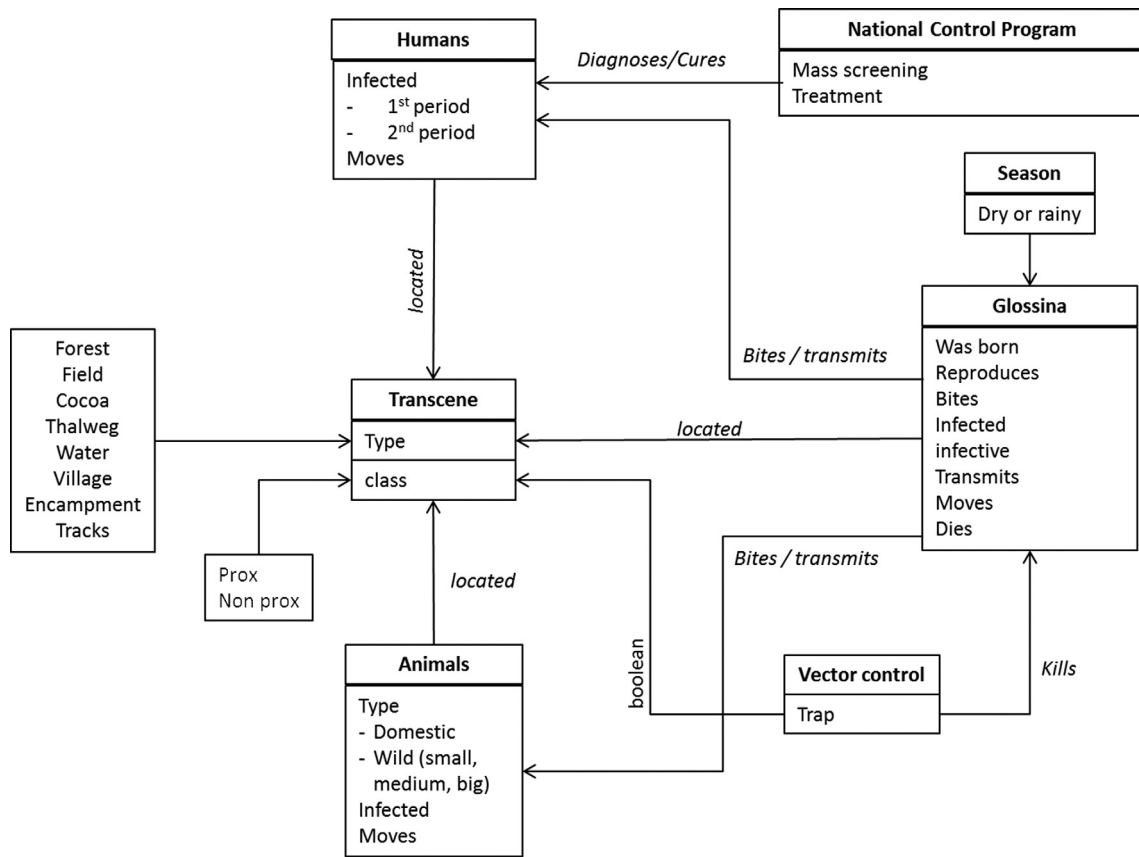 Humans
Infected
- 1st period
- 2nd period
Moves
Diagnoses/Cures
National Control Program
Mass screening
Treatment
Season
Dry or rainy
located
Bites / transmits
Glossina
Was born
Reproduces
Bites
Infected
infective
Transmits
Moves
Dies
Forest
Field
Cocoa
Thalweg
Water
Village
Encampment
Tracks
Transcene
Type
class
located
Prox
Non prox
located
Bites / transmits
boolean
Animals
Type
- Domestic
- Wild (small,
medium, big)
Infected
Moves
Vector control
Trap
Kills